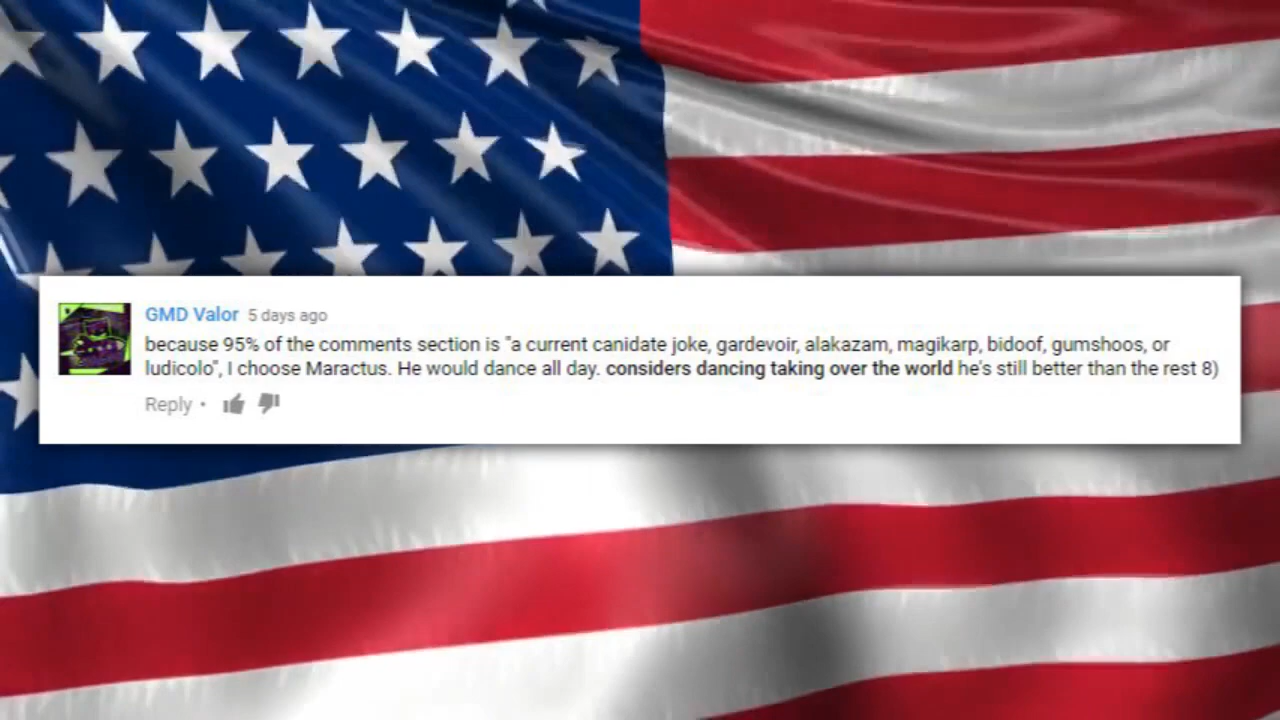 GMD Valor 5 days ago
because 95% of the comments section is "a current canidate joke, gardevoir, alakazam, magikarp, bidoof, gumshoos, or
ludicolo", I choose Maractus. He would dance all day. considers dancing taking over the world he's still better than the rest 8)
Reply •